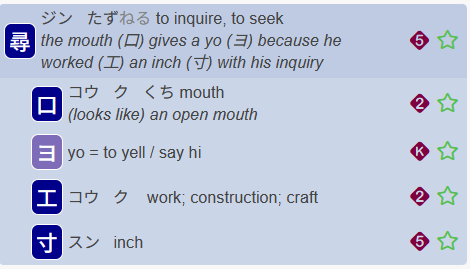 尋 ジン たずねる to inquire, to seek
the mouth (口) gives a yo (ヨ) because he
worked (工) an inch (寸) with his inquiry
5
口 コウ ク くち mouth
(looks like) an open mouth
2
ヨ yo = to yell / say hi
K
工 コウ ク work; construction; craft
2
寸 スン inch
5